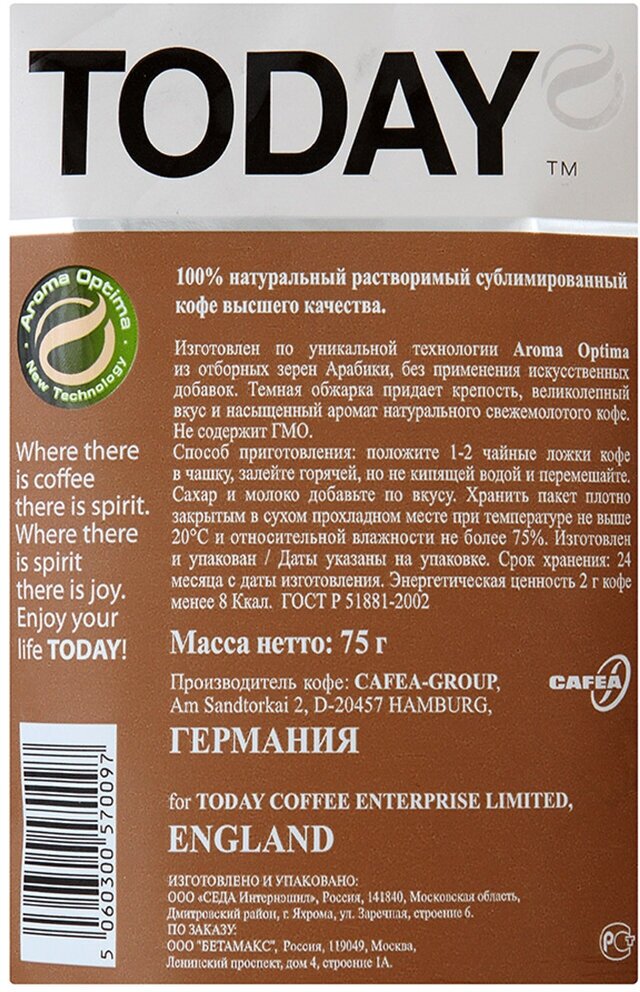 TODAY
TM
Aroma Optima
New Technology
100% натуральный растворимый сублимированный
кофе высшего качества.
Изготовлен по уникальной технологии Aroma Optima
из отборных зерен Арабики, без применения искусственных
добавок. Темная обжарка придает крепость, великолепный
вкус и насыщенный аромат натурального свежемолотого кофе.
Не содержит ГМО.
Способ приготовления: положите 1-2 чайные ложки кофе
в чашку, залейте горячей, но не кипящей водой и перемешайте.
Сахар и молоко добавьте по вкусу. Хранить пакет плотно
закрытым в сухом прохладном месте при температуре не выше
20°C и относительной влажности не более 75%. Изготовлен
и упакован / Даты указаны на упаковке. Срок хранения: 24
месяца с даты изготовления. Энергетическая ценность 2 г кофе
менее 8 Ккал. ГОСТ Р 51881-2002
Where there
is coffee
there is spirit.
Where there
is spirit
there is joy.
Enjoy your
life TODAY!
Масса нетто: 75 г
Производитель кофе: CAFEA-GROUP,
Am Sandtorkai 2, D-20457 HAMBURG,
ГЕРМАНИЯ
CAFEA
for TODAY COFFEE ENTERPRISE LIMITED,
ENGLAND
ИЗГОТОВЛЕНО И УПАКОВАНО:
ООО «СЕДА Интернэшил», Россия, 141840, Московская область,
Дмитровский район, г. Яхрома, ул. Заречная, строение 6.
ПО ЗАКАЗУ:
ООО "БЕТАМАКС", Россия, 119049, Москва,
Ленинский проспект, дом 4, строение 1А.
5 060300 570097
РСТ